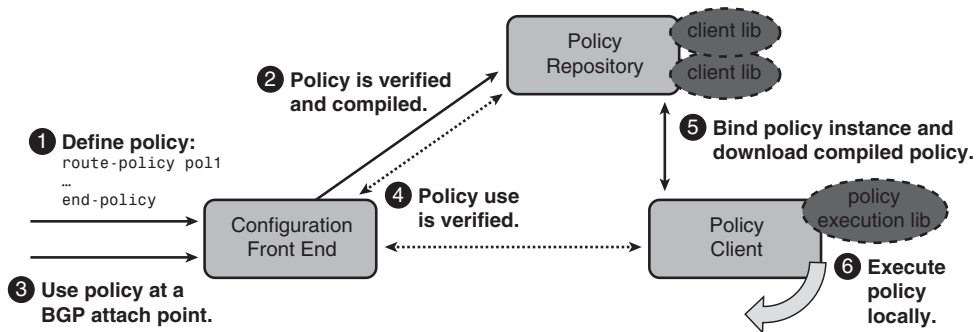 Policy
Repository
client lib
client lib
2 Policy is verified
and compiled.
1 Define policy:
route-policy pol1
…
end-policy
5 Bind policy instance and
download compiled policy.
4 Policy use
is verified.
Configuration
Front End
Policy
Client
policy
execution lib
3 Use policy at a
BGP attach point.
6 Execute
policy
locally.